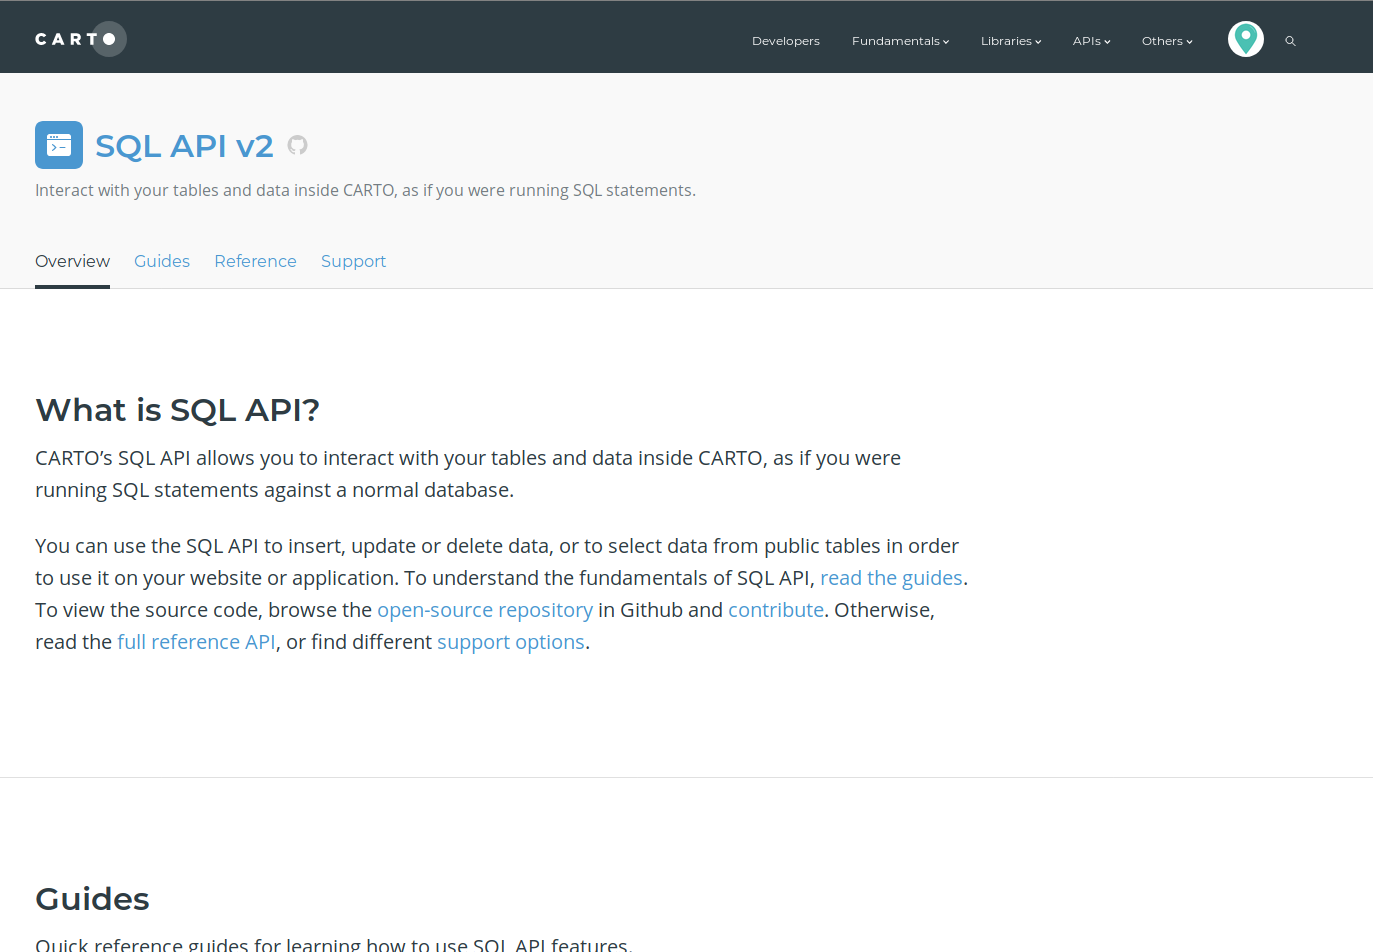 CARTO
Developers Fundamentals Libraries APIs Others
SQL API v2
Interact with your tables and data inside CARTO, as if you were running SQL statements.
Overview Guides Reference Support
What is SQL API?
CARTO’s SQL API allows you to interact with your tables and data inside CARTO, as if you were
running SQL statements against a normal database.
You can use the SQL API to insert, update or delete data, or to select data from public tables in order
to use it on your website or application. To understand the fundamentals of SQL API, read the guides.
To view the source code, browse the open-source repository in Github and contribute. Otherwise,
read the full reference API, or find different support options.
Guides
Quick reference guides for learning how to use SQL API features.